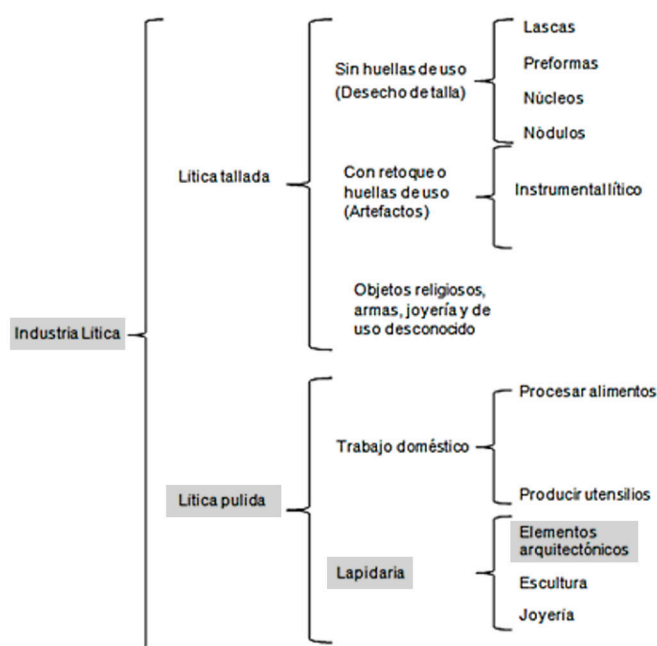 Lascas
Sin huellas de uso
(Desecho de talla)
Preformas
Núcleos
Nódulos
Lítica tallada
Con retoque o
huellas de uso
(Artefactos)
Instrumental lítico
Objetos religiosos,
armas, joyería y de
uso desconocido
Industria Lítica
Procesar alimentos
Trabajo doméstico
Producir utensilios
Lítica pulida
Elementos
arquitectónicos
Lapidaria
Escultura
Joyería